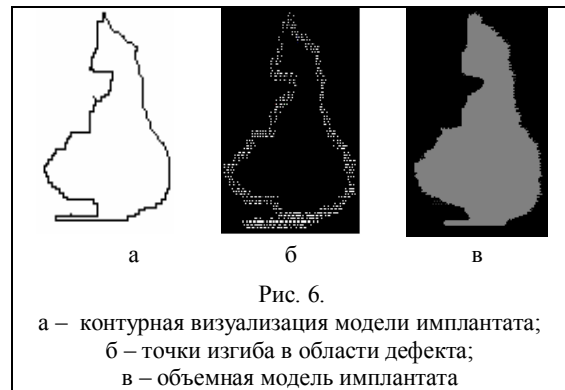 а б в
Рис. 6.
а – контурная визуализация модели имплантата;
б – точки изгиба в области дефекта;
в – объемная модель имплантата